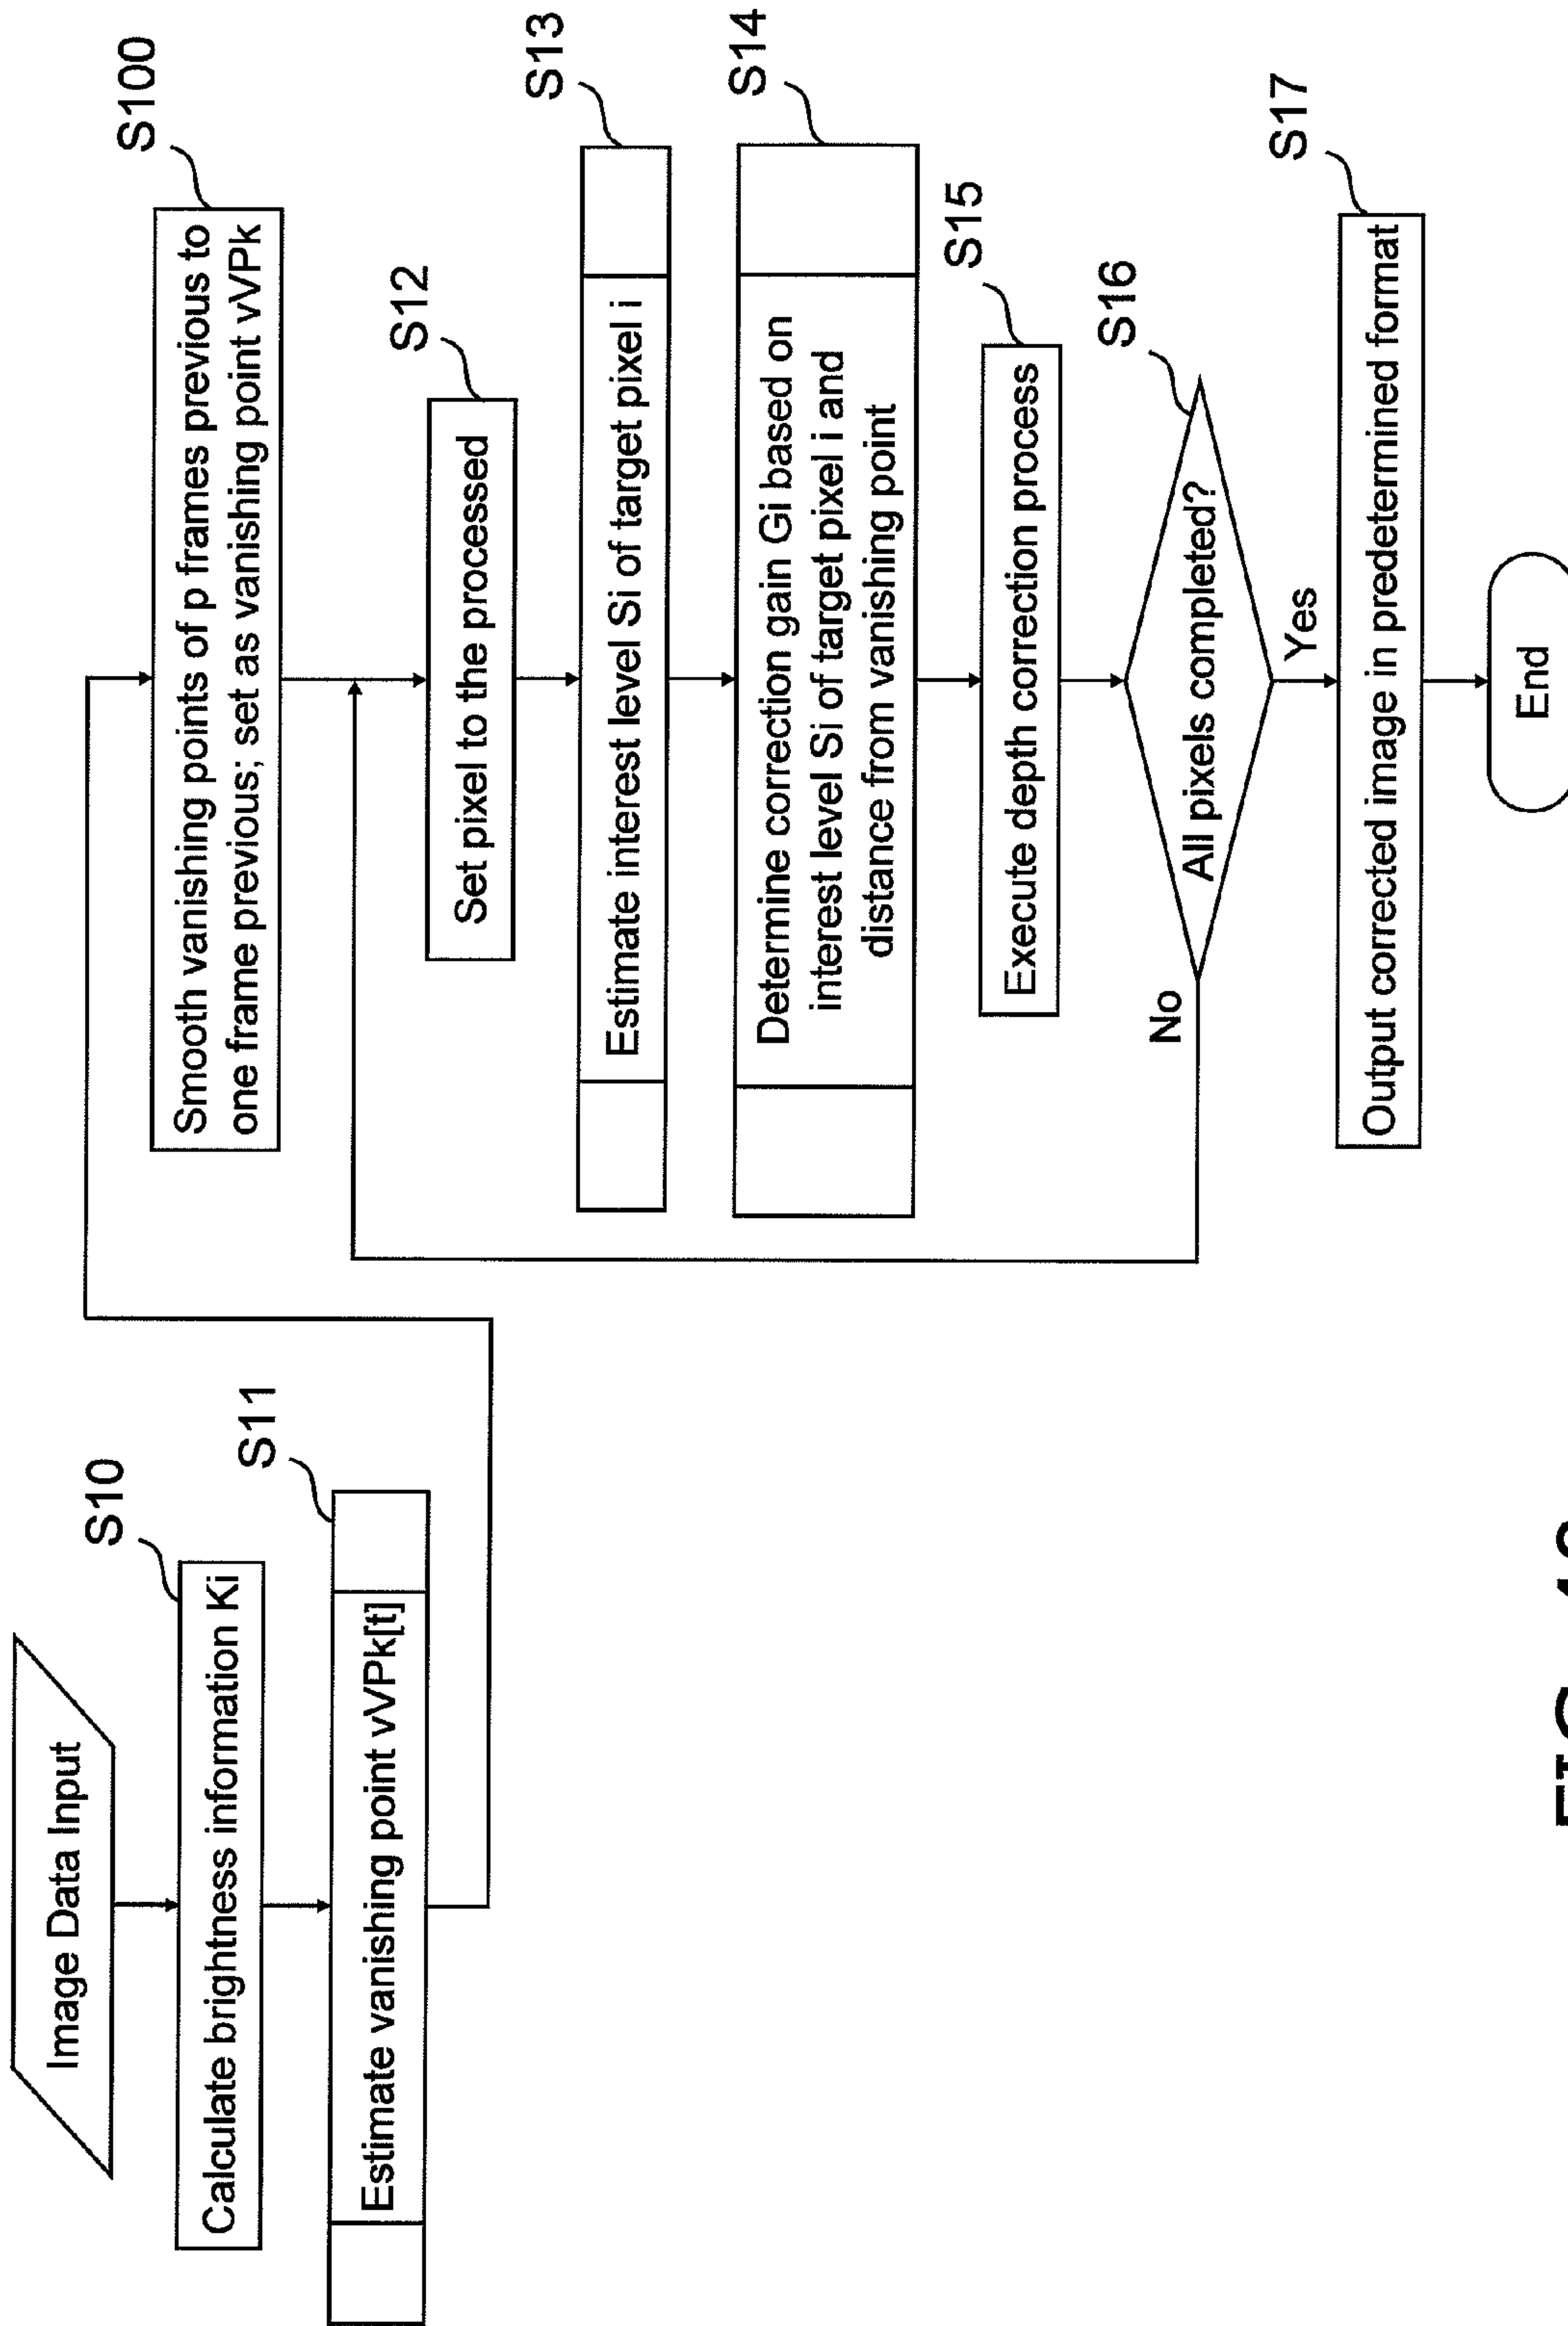 Image Data Input
S10
Calculate brightness information Ki
S11
Estimate vanishing point vVPk[t]
S100
Smooth vanishing points of p frames previous to
one frame previous; set as vanishing point vVPk
S12
Set pixel to the processed
S13
Estimate interest level Si of target pixel i
S14
Determine correction gain Gi based on
interest level Si of target pixel i and
distance from vanishing point
S15
Execute depth correction process
S16
All pixels completed?
No
Yes
S17
Output corrected image in predetermined format
End